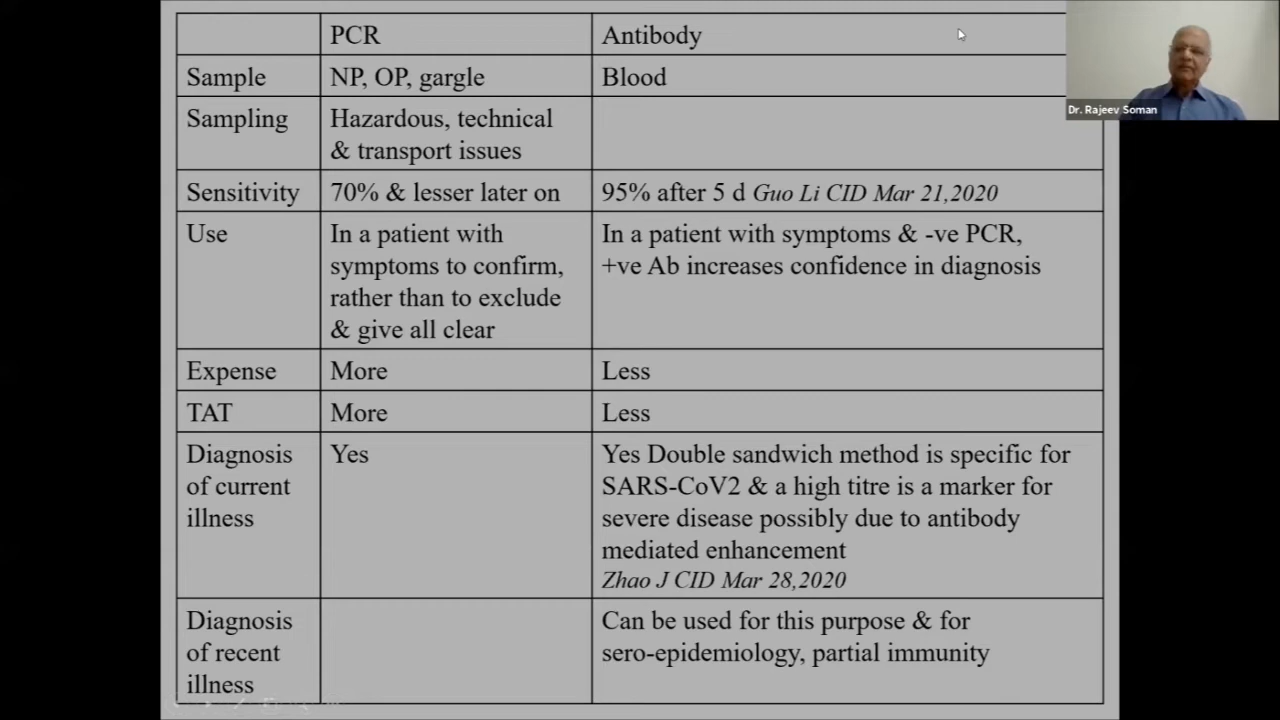 PCR
Antibody
Sample
NP, OP, gargle
Blood
Sampling
Hazardous, technical
& transport issues
Sensitivity
70% & lesser later on
95% after 5 d Guo Li CID Mar 21,2020
Use
In a patient with
symptoms to confirm,
rather than to exclude
& give all clear
In a patient with symptoms & -ve PCR,
+ve Ab increases confidence in diagnosis
Expense
More
Less
TAT
More
Less
Diagnosis
of current
illness
Yes
Yes Double sandwich method is specific for
SARS-CoV2 & a high titre is a marker for
severe disease possibly due to antibody
mediated enhancement
Zhao J CID Mar 28,2020
Diagnosis
of recent
illness
Can be used for this purpose & for
sero-epidemiology, partial immunity
Dr. Rajeev Soman